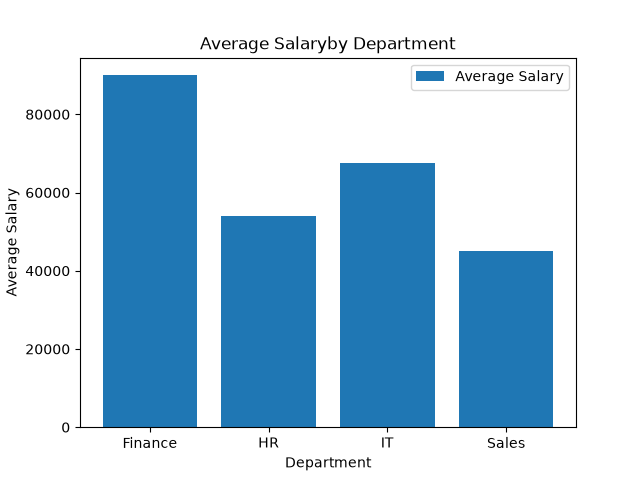 Average Salaryby Department
Average Salary
80000
60000
40000
20000
0
Average Salary
Finance HR IT Sales
Department